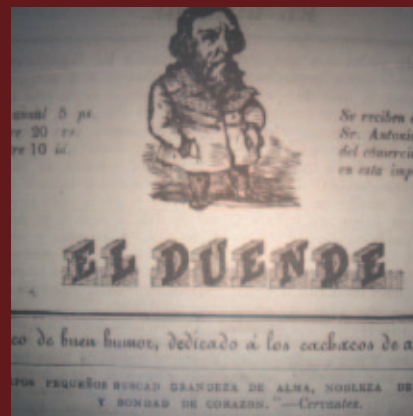 anual 5 ps.
re 20 rs.
re 10 id.
Se reciben
Sr. Antonio
del comercio
en esta imp
EL DUENDE.
co de buen humor, dedicado á los cachacos de a
POS PEQUEÑOS BUSCAD GRANDEZA DE ALMA, NOBLEZA DE
Y BONDAD DE CORAZON."—Cervantes.